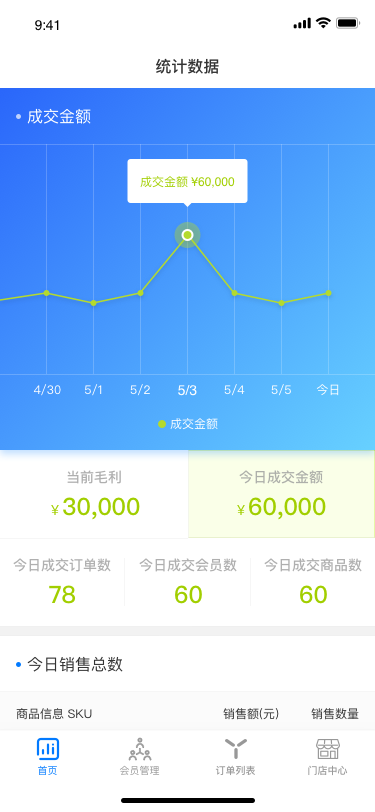 9:41
统计数据
成交金额
成交金额 ¥60,000
4/30 5/1 5/2 5/3 5/4 5/5 今日
成交金额
当前毛利 今日成交金额
¥30,000 ¥60,000
今日成交订单数 今日成交会员数 今日成交商品数
78 60 60
今日销售总数
商品信息 SKU 销售额(元) 销售数量
首页 会员管理 订单列表 门店中心